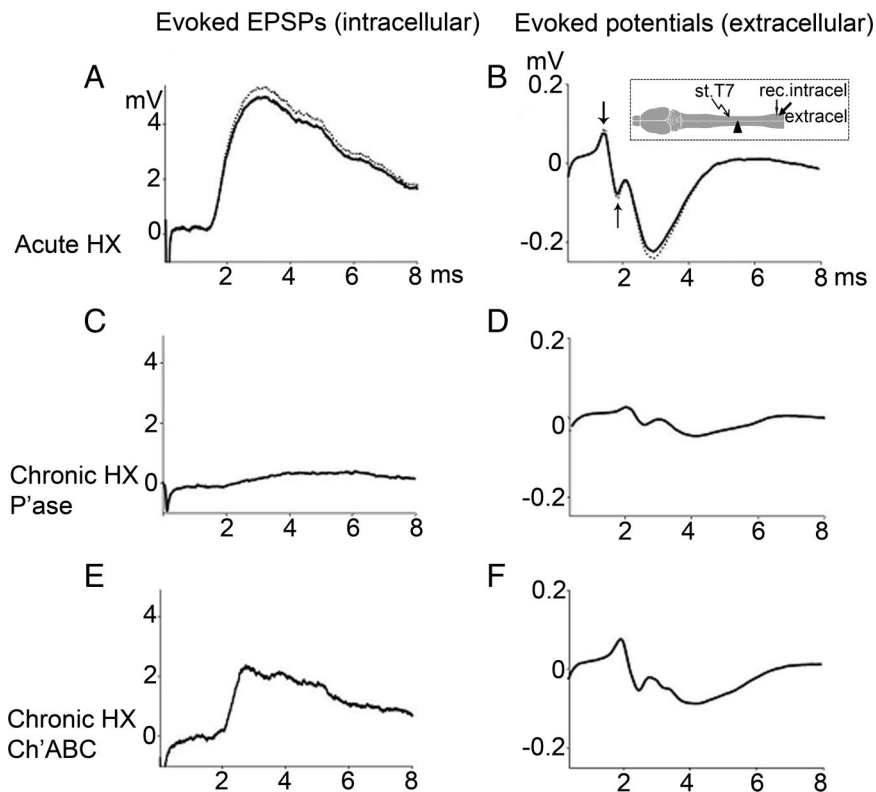 Evoked EPSPs (intracellular)
Evoked potentials (extracellular)
A
mV
4
2
0
2
4
6
8 ms
Acute HX
B
mV
0.2
0
-0.2
2
4
6
8 ms
st.T7
rec.intracel
extracel
C
4
2
0
2
4
6
8
Chronic HX
P'ase
D
0.2
0
-0.2
2
4
6
8
E
4
2
0
2
4
6
8
Chronic HX
Ch'ABC
F
0.2
0
-0.2
2
4
6
8